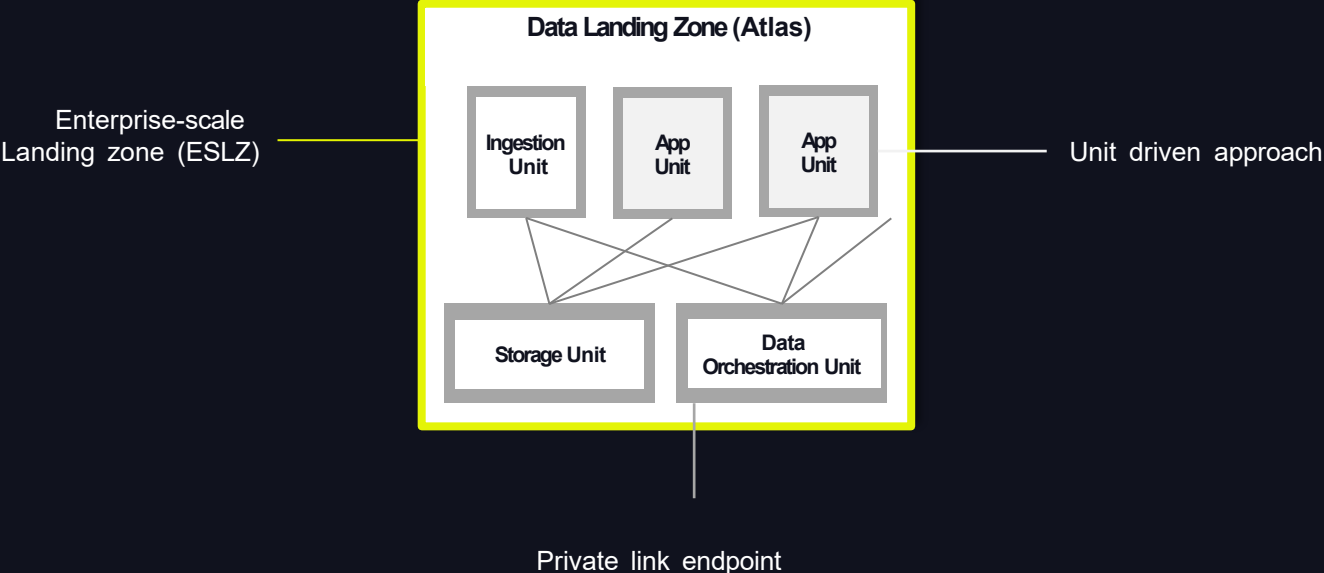 Data Landing Zone (Atlas)
Enterprise-scale
Landing zone (ESLZ)
Ingestion
Unit
App
Unit
App
Unit
Unit driven approach
Storage Unit
Data
Orchestration Unit
Private link endpoint